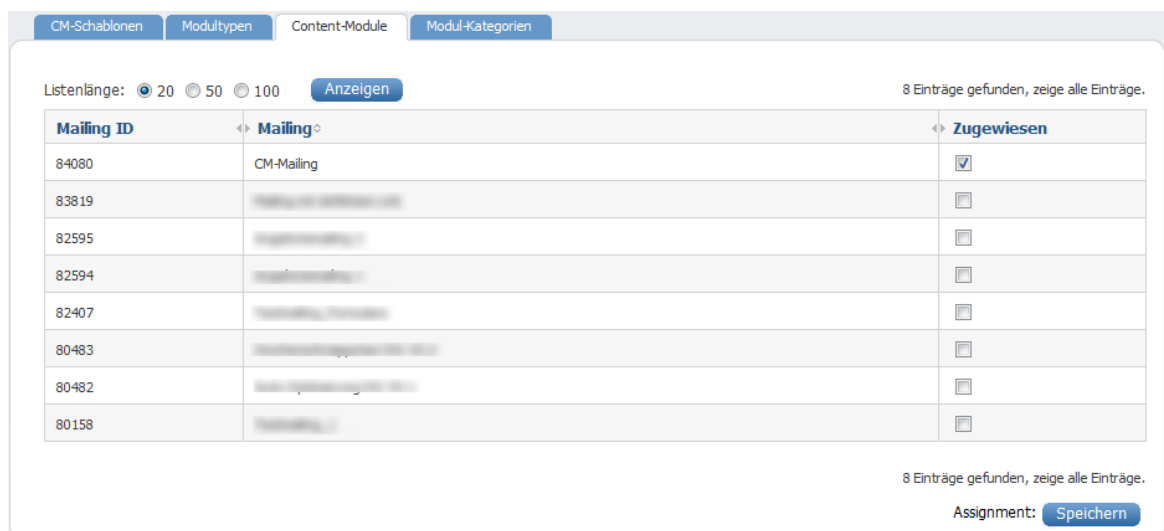 CM-Schablonen Modultypen Content-Module Modul-Kategorien
Listenlänge: 20 50 100 Anzeigen 8 Einträge gefunden, zeige alle Einträge.
Mailing ID Mailing Zugewiesen
84080 CM-Mailing
83819
82595
82594
82407
80483
80482
80158
8 Einträge gefunden, zeige alle Einträge.
Assignment: Speichern